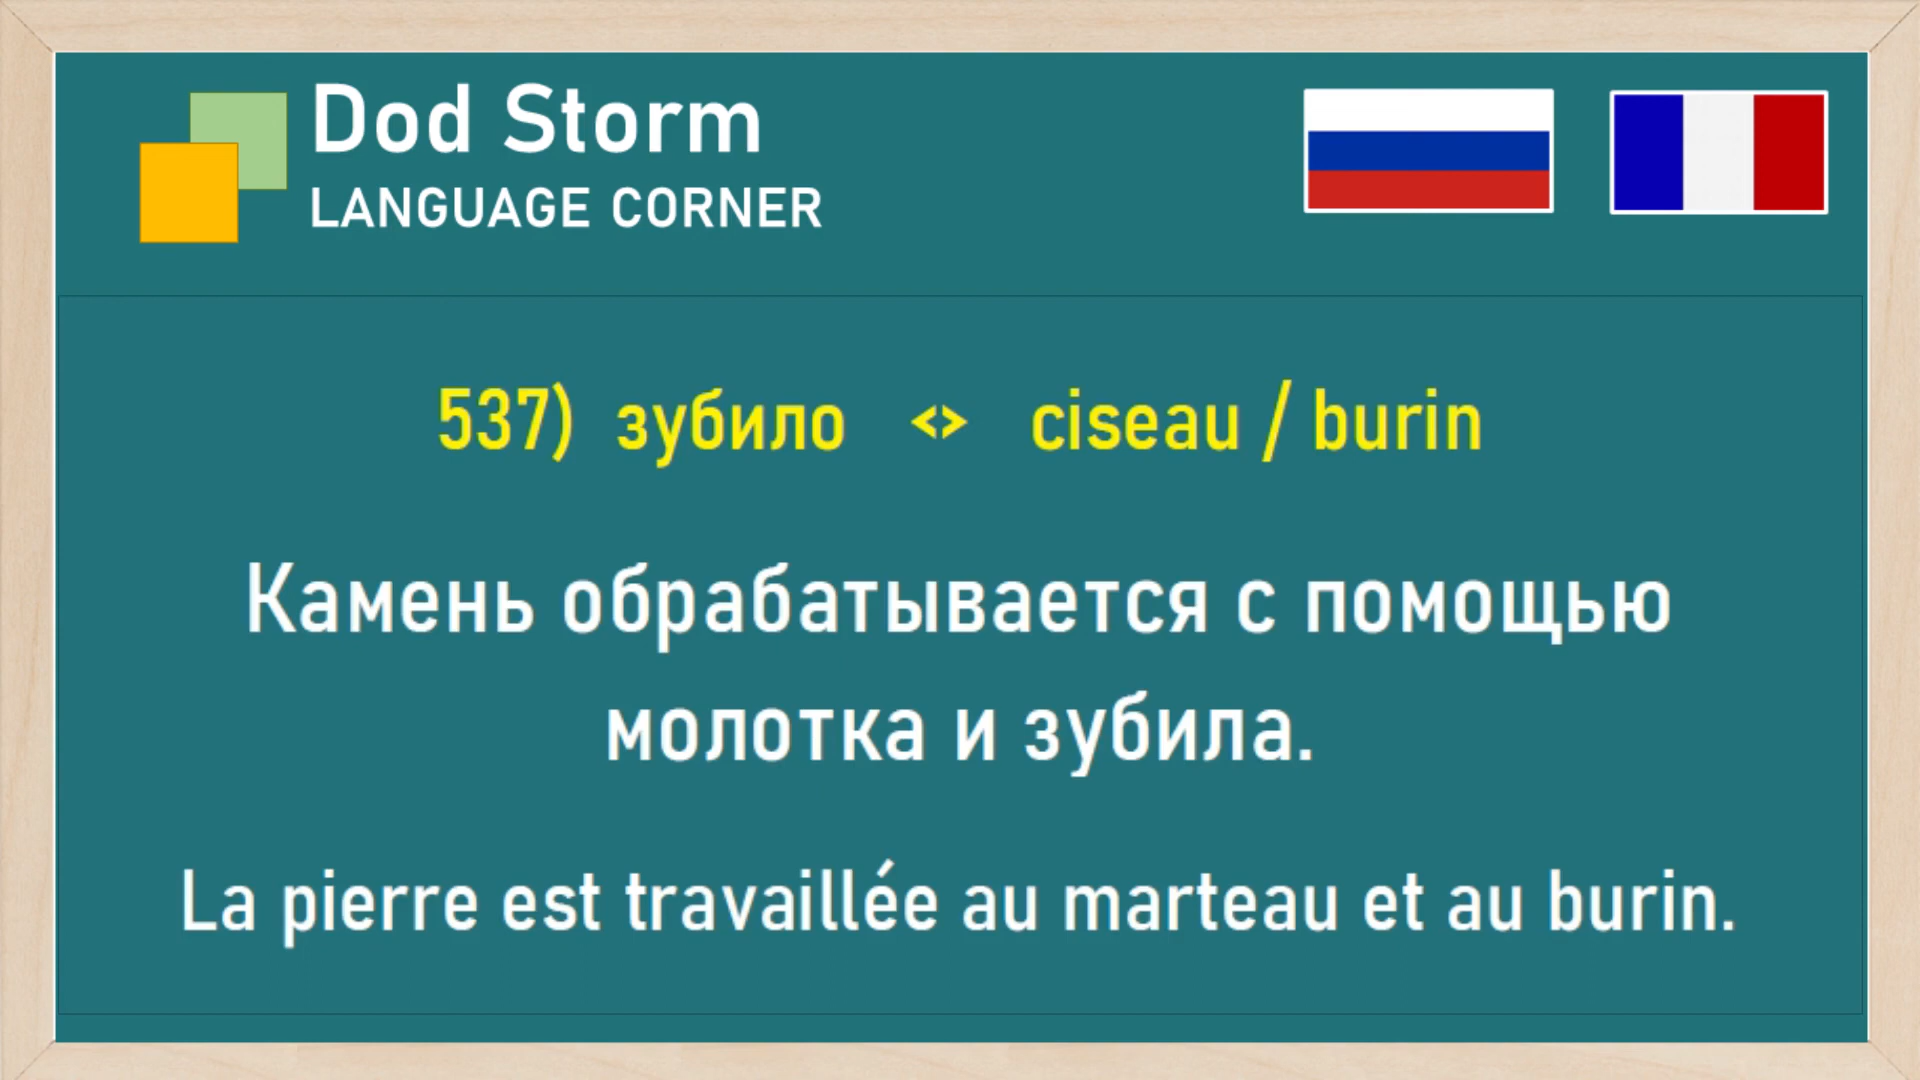 Dod Storm
LANGUAGE CORNER
537) зубило <> ciseau / burin
Камень обрабатывается с помощью
молотка и зубила.
La pierre est travaillée au marteau et au burin.